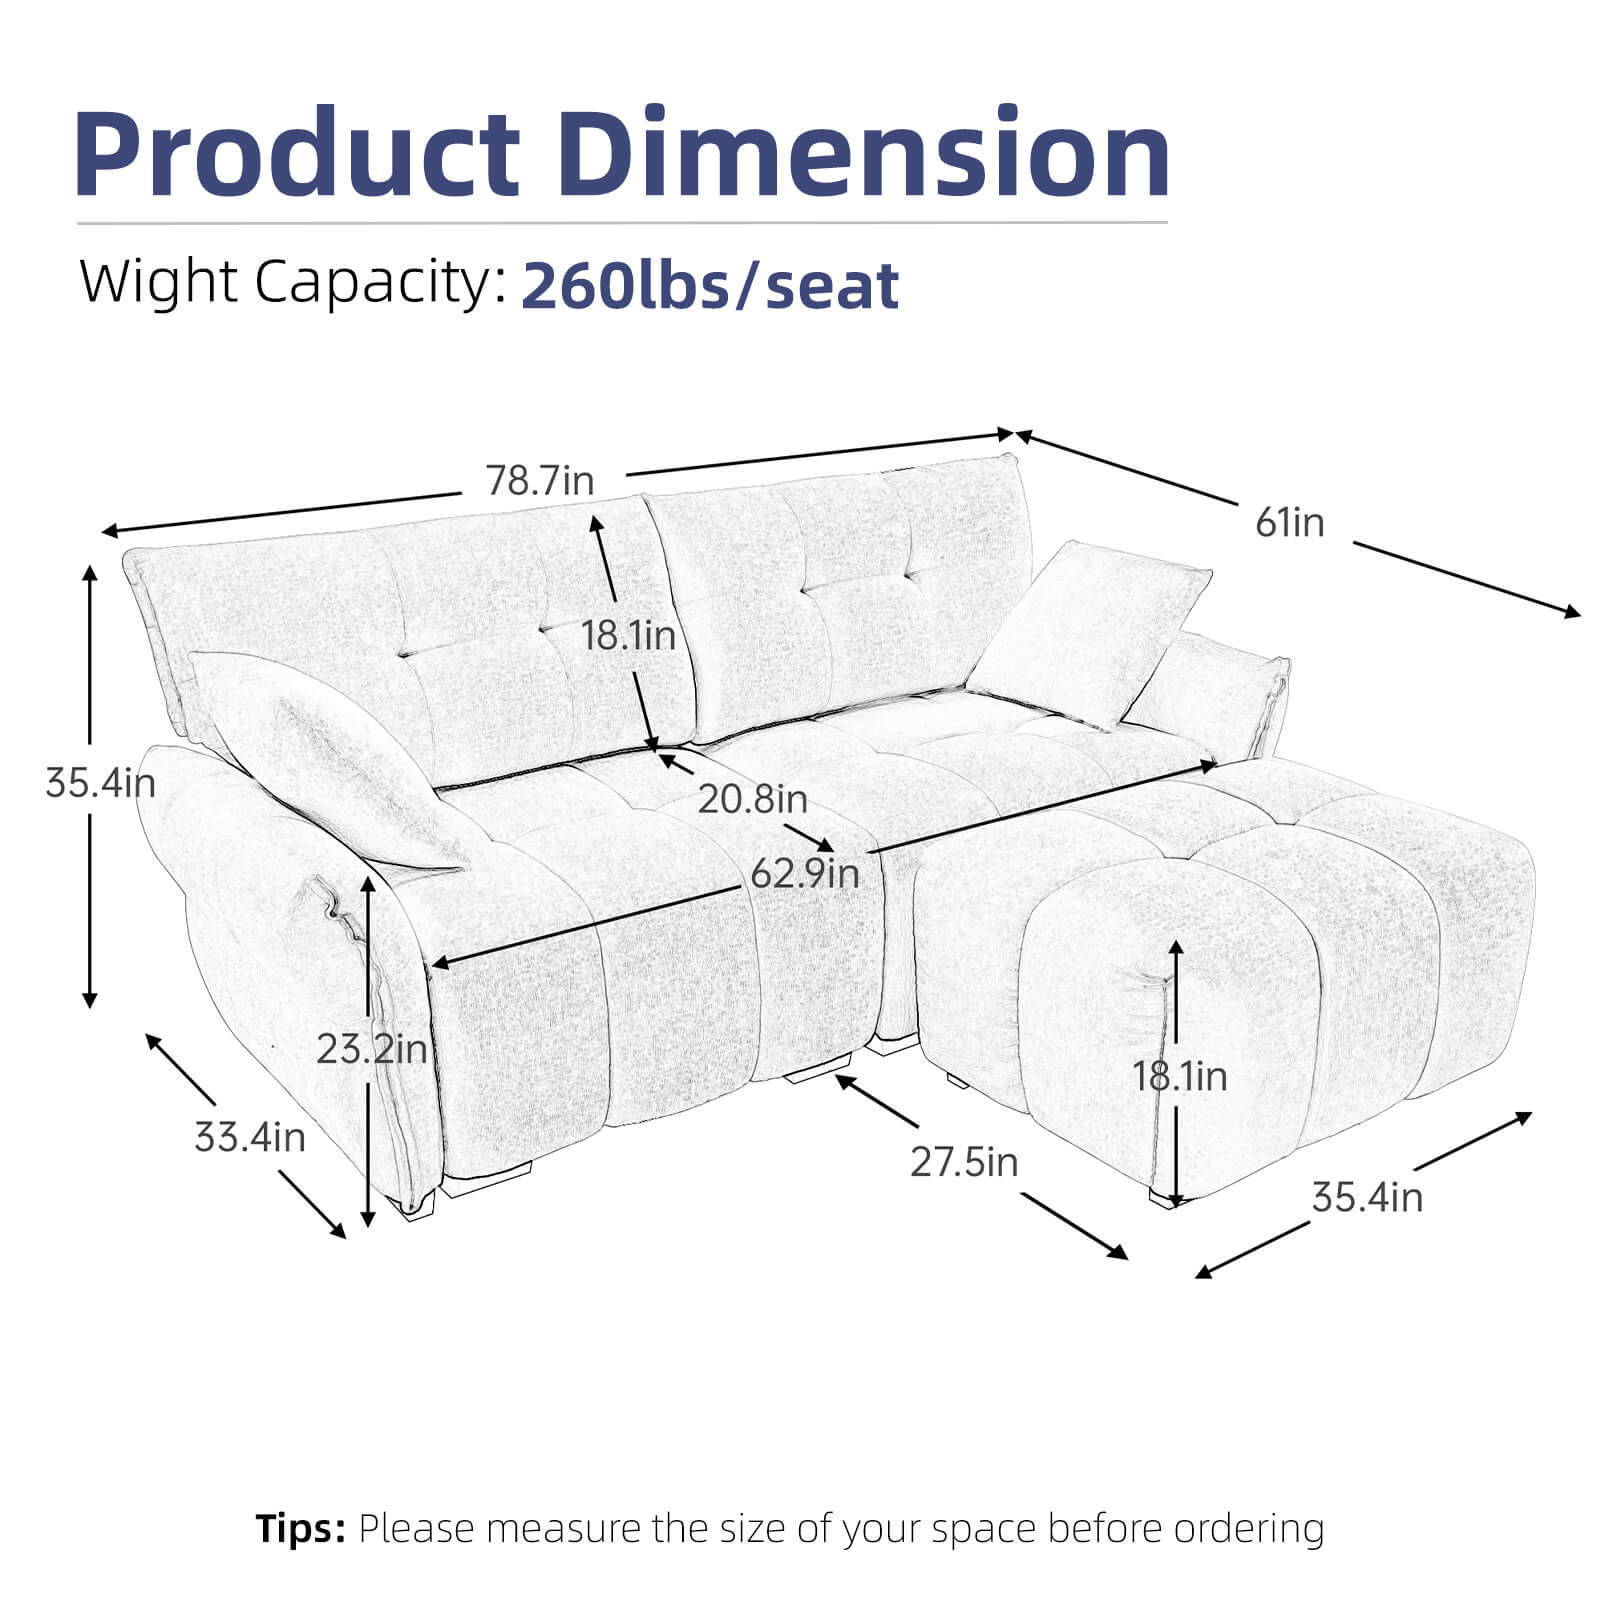 Product Dimension
Wight Capacity: 260lbs/seat
78.7in
61in
18.1in
35.4in
20.8in
62.9in
23.2in
18.1in
33.4in
27.5in
35.4in
Tips: Please measure the size of your space before ordering